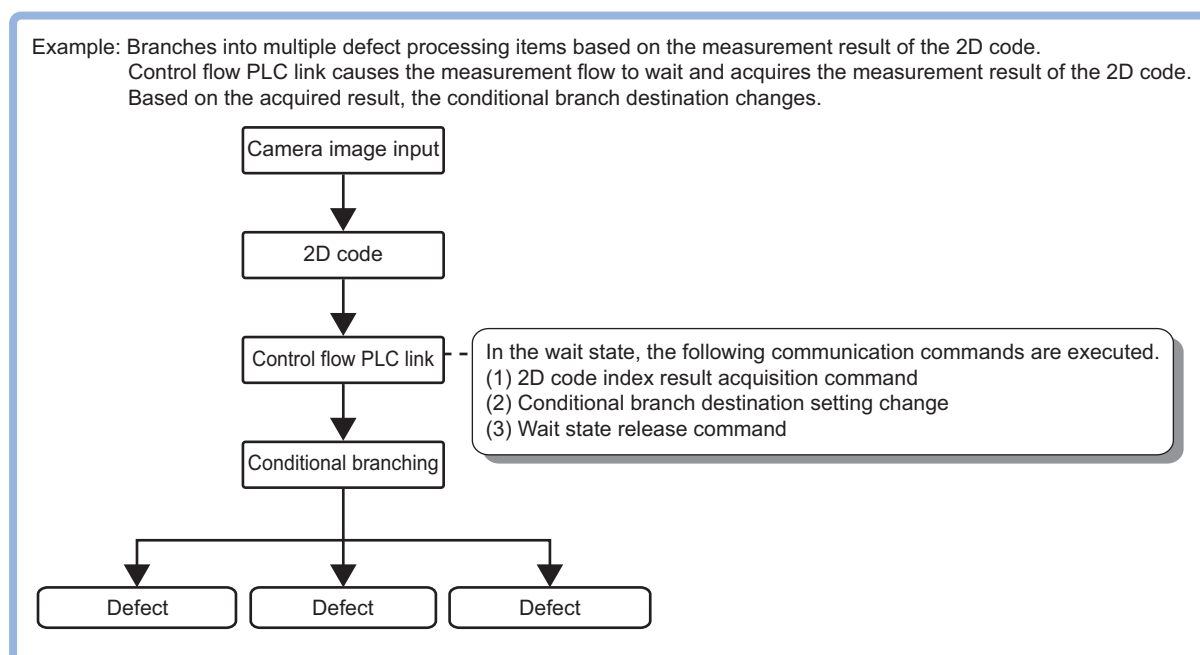 Example: Branches into multiple defect processing items based on the measurement result of the 2D code.
Control flow PLC link causes the measurement flow to wait and acquires the measurement result of the 2D code.
Based on the acquired result, the conditional branch destination changes.
Camera image input
2D code
Control flow PLC link
In the wait state, the following communication commands are executed.
(1) 2D code index result acquisition command
(2) Conditional branch destination setting change
(3) Wait state release command
Conditional branching
Defect
Defect
Defect